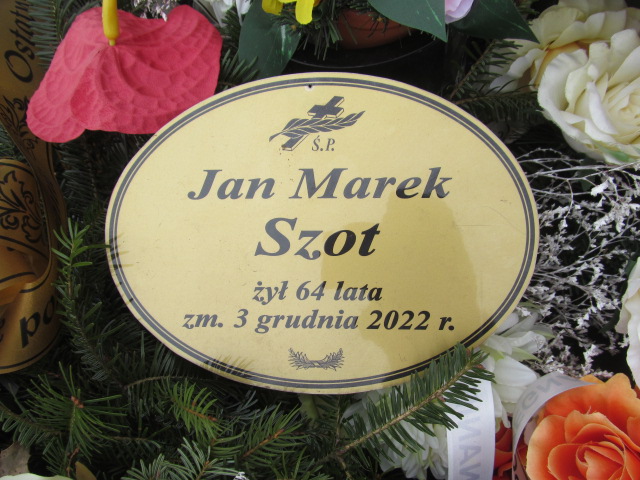 Ś.P.
Jan Marek
Szot
żył 64 lata
zm. 3 grudnia 2022 r.